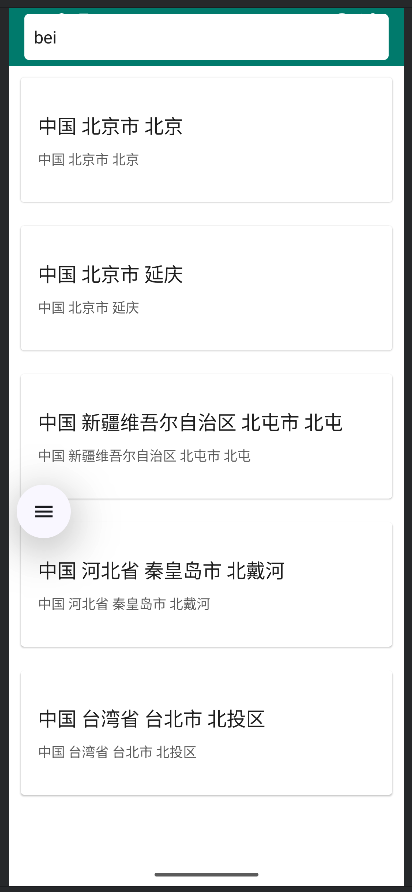 bei
中国 北京市 北京
中国 北京市 北京
中国 北京市 延庆
中国 北京市 延庆
中国 新疆维吾尔自治区 北屯市 北屯
中国 新疆维吾尔自治区 北屯市 北屯
中国 河北省 秦皇岛市 北戴河
中国 河北省 秦皇岛市 北戴河
中国 台湾省 台北市 北投区
中国 台湾省 台北市 北投区